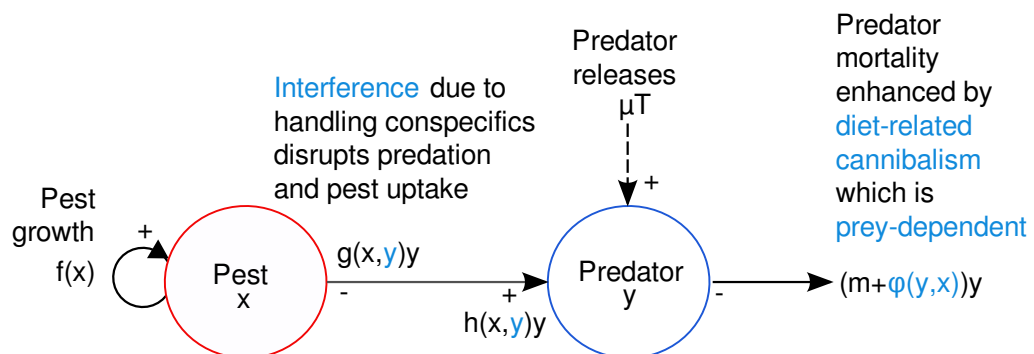 Predator
releases
μT
+
Predator
mortality
enhanced by
diet-related
cannibalism
which is
prey-dependent
Interference due to
handling conspecifics
disrupts predation
and pest uptake
Pest
growth
f(x)
+
Pest
x
g(x,y)y
-
+
h(x,y)y
Predator
y
-
(m+φ(y,x))y